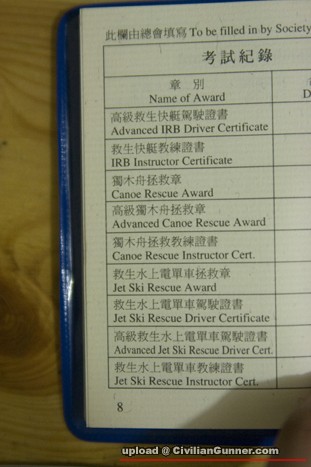 此欄由總會填寫 To be filled in by Society
考試紀錄
章 別
Name of Award
D
高級救生快艇駕駛證書
Advanced IRB Driver Certificate
救生快艇教練證書
IRB Instructor Certificate
獨木舟拯救章
Canoe Rescue Award
高級獨木舟拯救章
Advanced Canoe Rescue Award
獨木舟拯救教練證書
Canoe Rescue Instructor Cert.
救生水上電單車拯救章
Jet Ski Rescue Award
救生水上電單車駕駛證書
Jet Ski Rescue Driver Certificate
高級救生水上電單車駕駛證書
Advanced Jet Ski Rescue Driver Cert.
救生水上電單車教練證書
Jet Ski Rescue Instructor Cert.
8
upload @ CivilianGunner.com